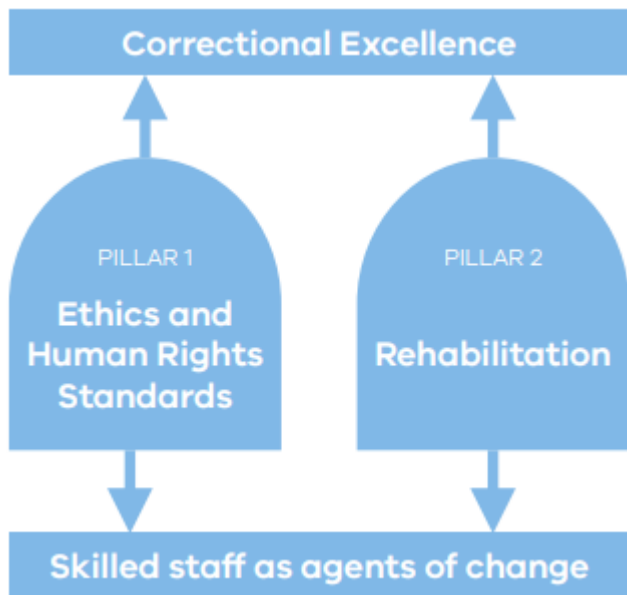 Correctional Excellence
PILLAR 1
Ethics and
Human Rights
Standards
PILLAR 2
Rehabilitation
Skilled staff as agents of change